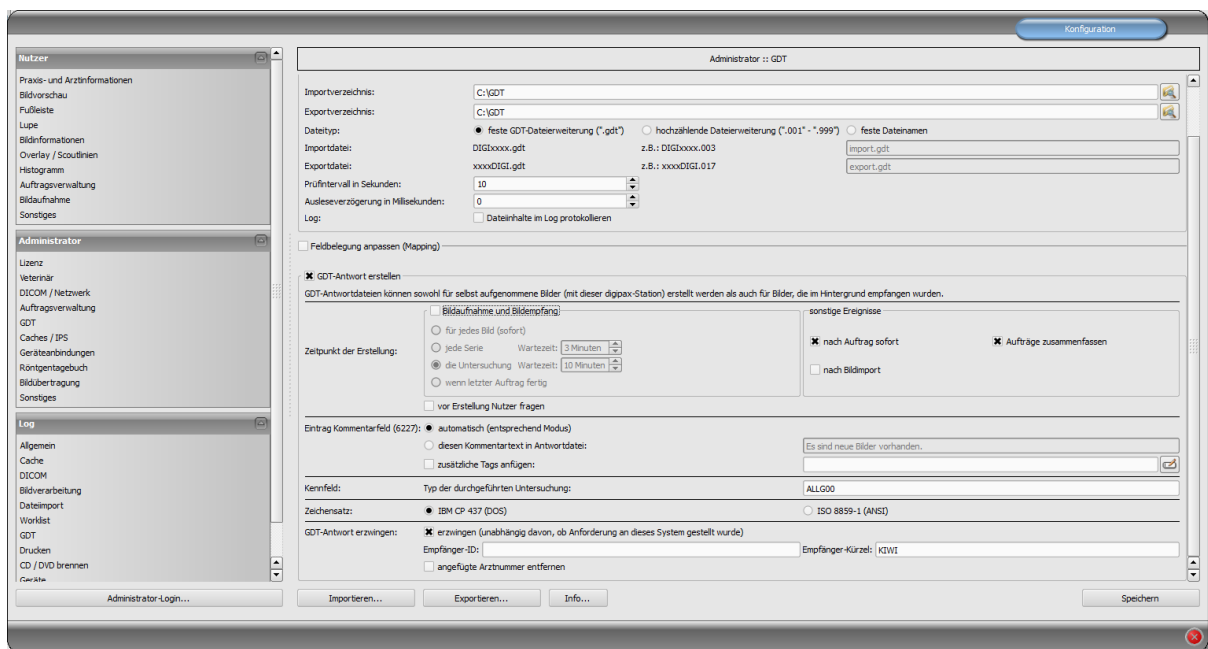 Konfiguration
Nutzer
Praxis- und Arztinformationen
Bildvorschau
Fußleiste
Lupe
Bildinformationen
Overlay / Scoutlinien
Histogramm
Auftragsverwaltung
Bildaufnahme
Sonstiges
Administrator
Lizenz
Veterinär
DICOM / Netzwerk
Auftragsverwaltung
GDT
Caches / IPS
Geräteanbindungen
Röntgentagebuch
Bildübertragung
Sonstiges
Log
Allgemein
Cache
DICOM
Bildverarbeitung
Dateiimport
Worklist
GDT
Drucken
CD / DVD brennen
Geräte
Administrator-Login...
Administrator :: GDT
Importverzeichnis: C:\GDT
Exportverzeichnis: C:\GDT
Dateityp: feste GDT-Dateierweiterung (".gdt") hochzählende Dateierweiterung (".001" - ".999") feste Dateinamen
Importdatei: DIGIxxxx.gdt z.B.: DIGIxxxx.003 import.gdt
Exportdatei: xxxxDIGI.gdt z.B.: xxxxDIGI.017 export.gdt
Prüfintervall in Sekunden: 10
Ausleseverzögerung in Millisekunden: 0
Log: Dateiinhalte im Log protokollieren
Feldbelegung anpassen (Mapping)
GDT-Antwort erstellen
GDT-Antwortdateien können sowohl für selbst aufgenommene Bilder (mit dieser digipax-Station) erstellt werden als auch für Bilder, die im Hintergrund empfangen wurden.
Zeitpunkt der Erstellung:
Bildaufnahme und Bildempfang
für jedes Bild (sofort)
jede Serie Wartezeit: 3 Minuten
die Untersuchung Wartezeit: 10 Minuten
wenn letzter Auftrag fertig
sonstige Ereignisse
nach Auftrag sofort Aufträge zusammenfassen
nach Bildimport
vor Erstellung Nutzer fragen
Eintrag Kommentarfeld (6227): automatisch (entsprechend Modus)
diesen Kommentartext in Antwortdatei: Es sind neue Bilder vorhanden.
zusätzliche Tags anfügen:
Kennfeld: Typ der durchgeführten Untersuchung: ALLG00
Zeichensatz: IBM CP 437 (DOS) ISO 8859-1 (ANSI)
GDT-Antwort erzwingen: erzwingen (unabhängig davon, ob Anforderung an dieses System gestellt wurde)
Empfänger-ID: Empfänger-Kürzel: KIWI
angefügte Arztnummer entfernen
Importieren... Exportieren... Info... Speichern